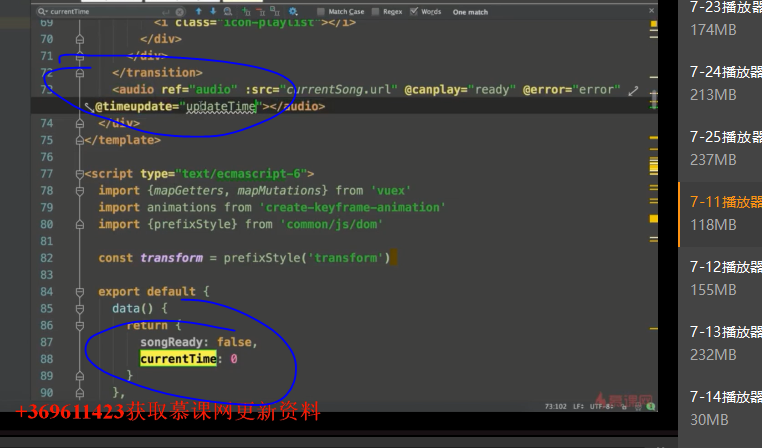 currentTime
Match Case
Regex
Words
One match
69 <i class="icon-playlist"></i>
70 </div>
71 </div>
72 </transition>
73 <audio ref="audio" :src="currentSong.url" @canplay="ready" @error="error"
@timeupdate="updateTime"></audio>
74 </div>
75 </template>
76
77 <script type="text/ecmascript-6">
78 import {mapGetters, mapMutations} from 'vuex'
79 import animations from 'create-keyframe-animation'
80 import {prefixStyle} from 'common/js/dom'
81
82 const transform = prefixStyle('transform')
83
84 export default {
85 data() {
86 return {
87 songReady: false,
88 currentTime: 0
89 }
90 },
73:102 LF÷ UTF-8÷
慕课网
+369611423获取慕课网更新资料
7-23播放器
174MB
7-24播放器
213MB
7-25播放器
237MB
7-11播放器
118MB
7-12播放器
155MB
7-13播放器
232MB
7-14播放器
30MB